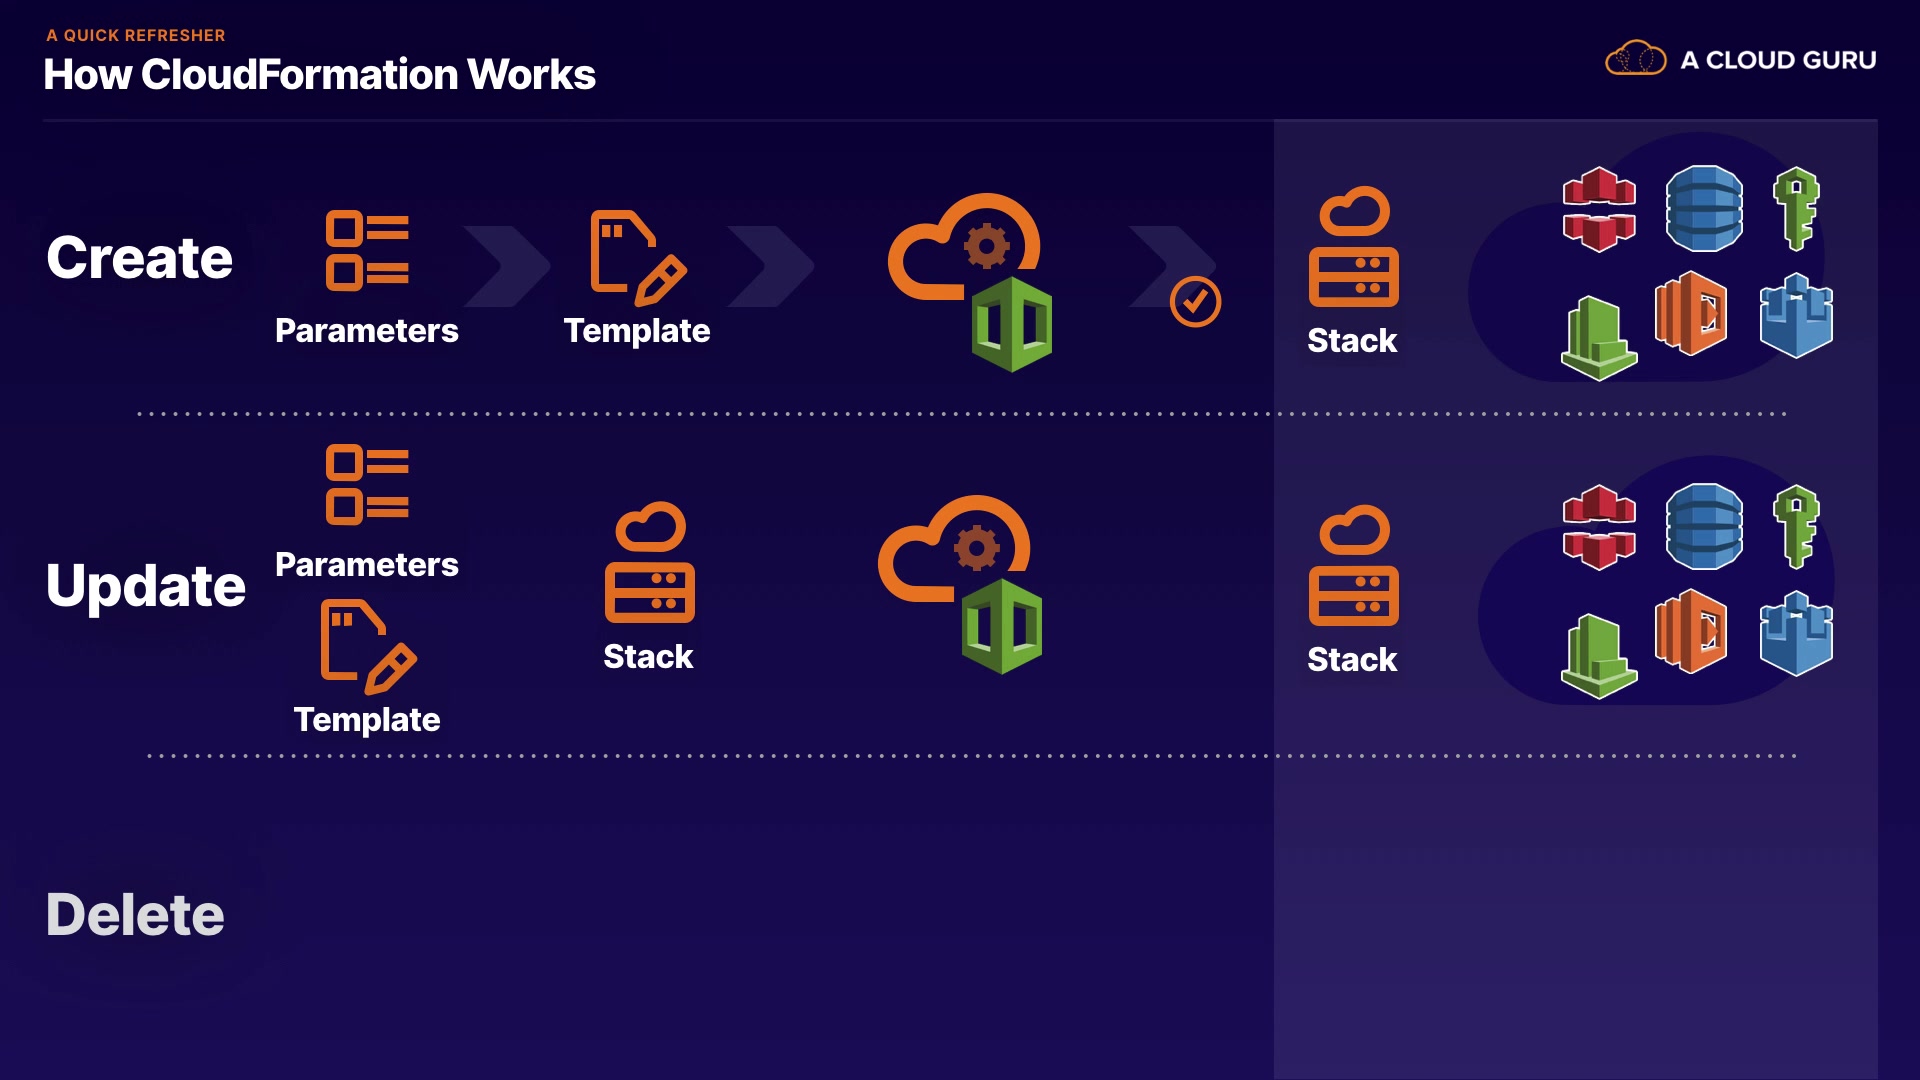 A QUICK REFRESHER
How CloudFormation Works
A CLOUD GURU
Create
Parameters
Template
Stack
Update
Parameters
Template
Stack
Stack
Delete